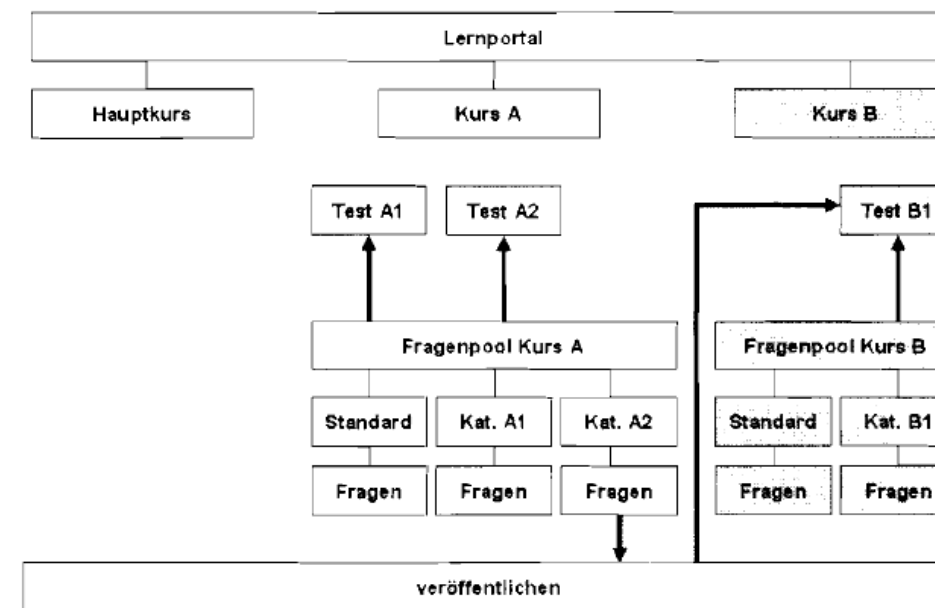 Lernportal
Hauptkurs
Kurs A
Kurs B
Test A1
Test A2
Test B1
Fragenpool Kurs A
Fragenpool Kurs B
Standard
Kat. A1
Kat. A2
Standard
Kat. B1
Fragen
Fragen
Fragen
Fragen
Fragen
veröffentlichen